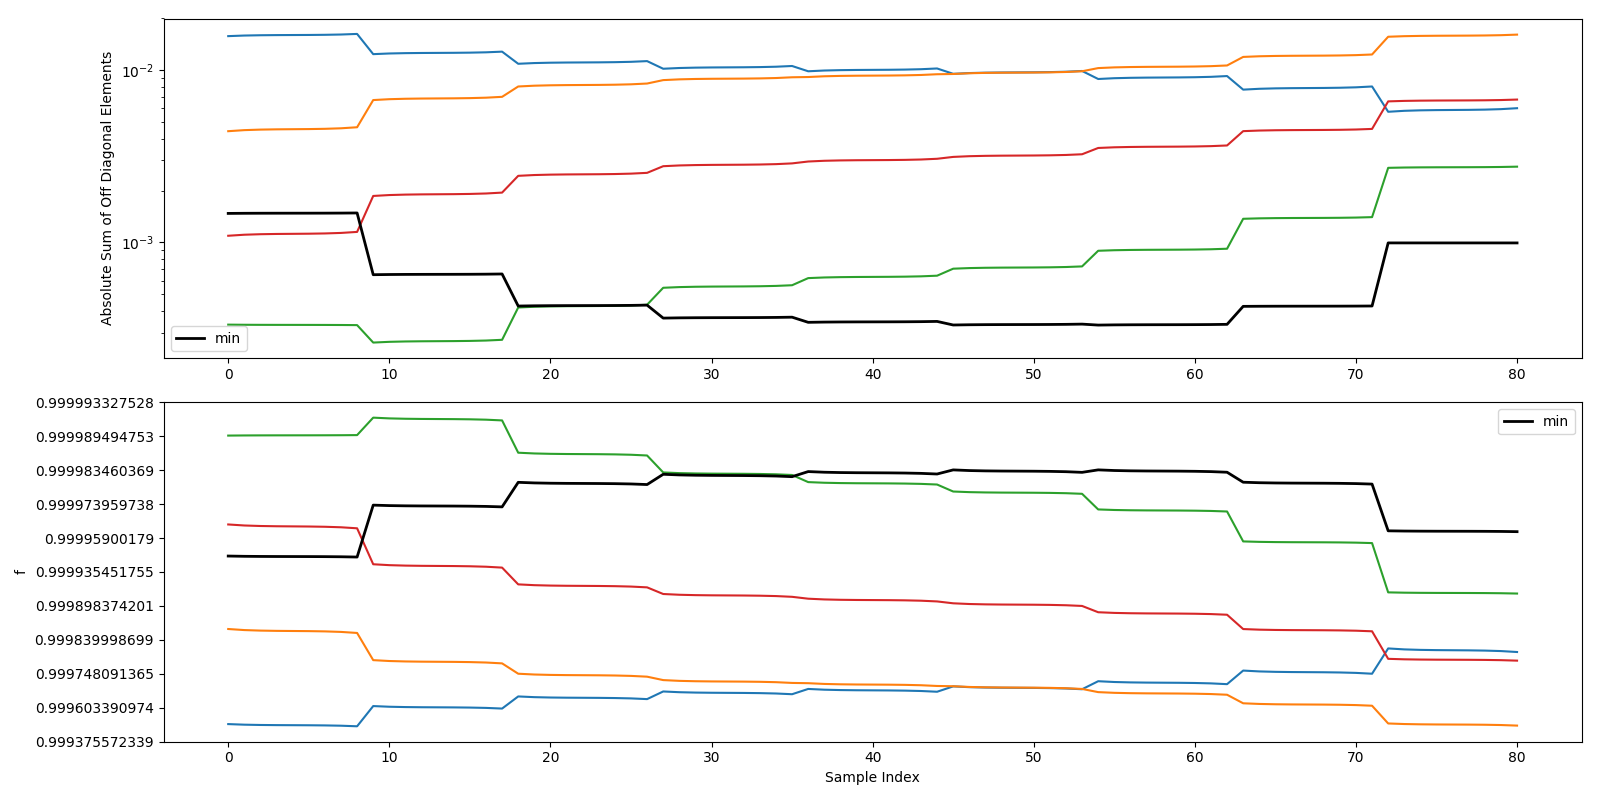 Absolute Sum of Off Diagonal Elements
10⁻²
10⁻³
min
0 10 20 30 40 50 60 70 80
min
f
0.999993327528
0.999989494753
0.999983460369
0.999973959738
0.99995900179
0.999935451755
0.999898374201
0.999839998699
0.999748091365
0.999603390974
0.999375572339
0 10 20 30 40 50 60 70 80
Sample Index